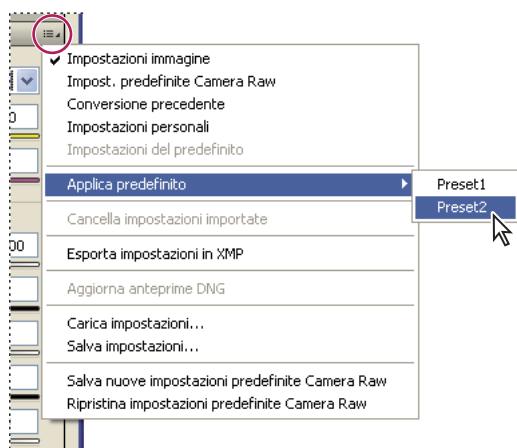 Impostazioni immagine
Impost. predefinite Camera Raw
Conversione precedente
Impostazioni personali
Impostazioni del predefinito
Applica predefinito
Preset1
Preset2
Cancella impostazioni importate
00
Esporta impostazioni in XMP
Aggiorna anteprime DNG
Carica impostazioni...
Salva impostazioni...
Salva nuove impostazioni predefinite Camera Raw
Ripristina impostazioni predefinite Camera Raw